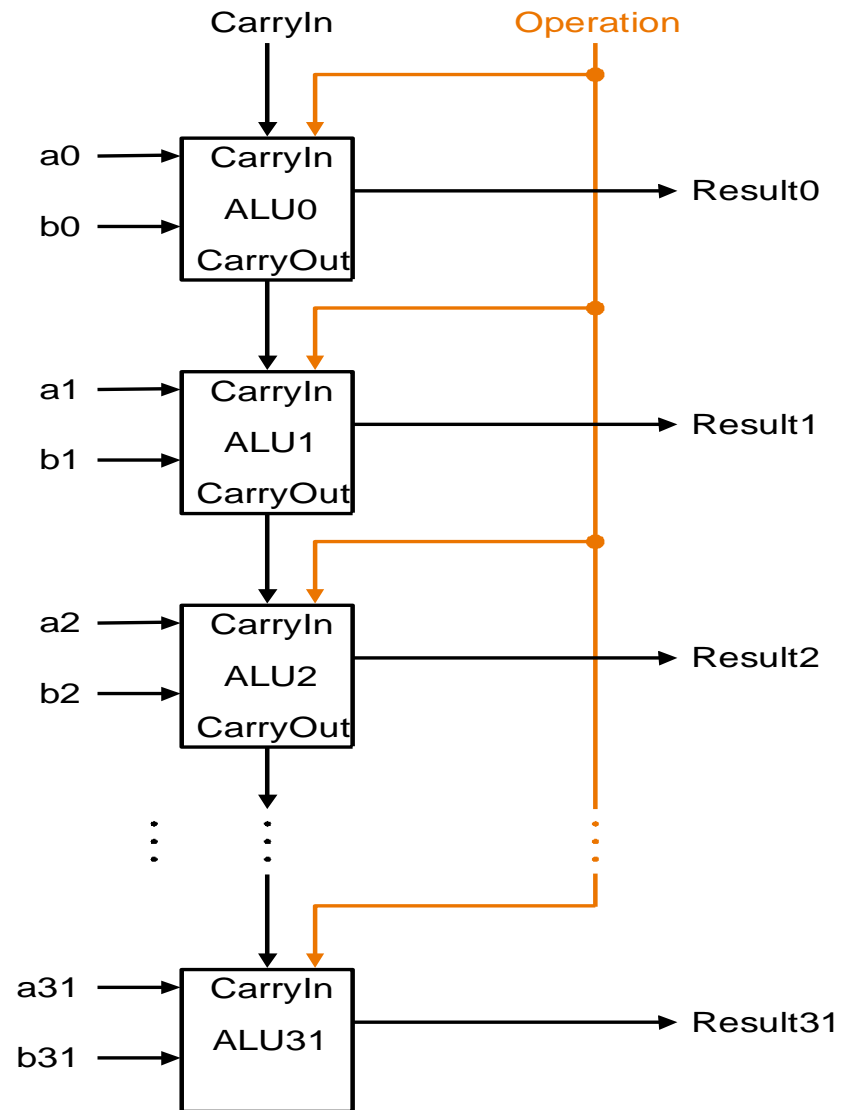 CarryIn Operation
a0 CarryIn
ALU0 Result0
b0
CarryOut
a1 CarryIn
ALU1 Result1
b1
CarryOut
a2 CarryIn
ALU2 Result2
b2
CarryOut
a31 CarryIn
ALU31 Result31
b31